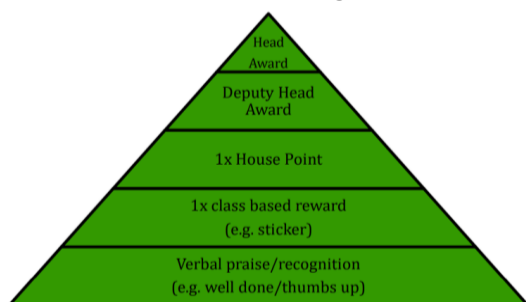 Head
Award
Deputy Head
Award
1x House Point
1x class based reward
(e.g. sticker)
Verbal praise/recognition
(e.g. well done/thumbs up)